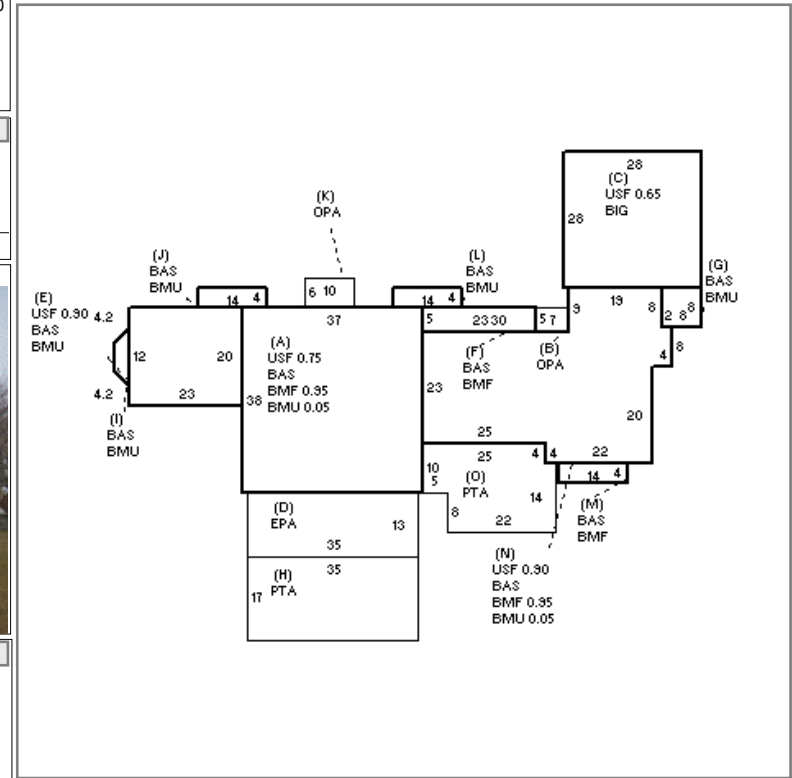 28
(C)
USF 0.65
BIG
28
(K)
OPA
(J)
BAS
BMU
(L)
BAS
BMU
(G)
BAS
BMU
(E)
USF 0.90
BAS
BMU
4.2
14 4
6 10
14 4
9
19
8
2 8
8
37
5
23 30
5 7
12
20
(A)
USF 0.75
BAS
BMF 0.95
BMU 0.05
(F)
BAS
BMF
(B)
OPA
4
8
4.2
23
38
23
20
(I)
BAS
BMU
25
25
4
4
22
10
5
(O)
PTA
14
14 4
(D)
EPA
13
8
22
(M)
BAS
BMF
35
35
(H)
PTA
17
(N)
USF 0.90
BAS
BMF 0.95
BMU 0.05